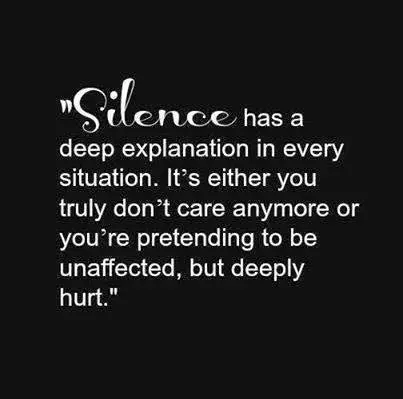 "Silence has a
deep explanation in every
situation. It's either you
truly don't care anymore or
you're pretending to be
unaffected, but deeply
hurt."